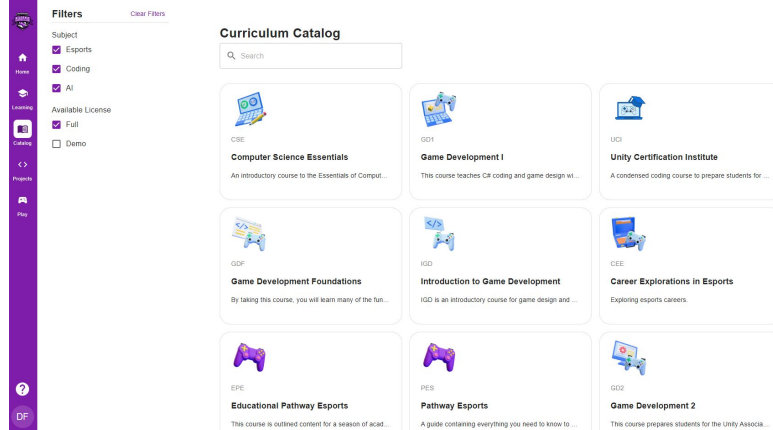 Filters
Clear Filters
Subject
Esports
Coding
AI
Available License
Full
Demo
Home
Learning
Catalog
Projects
Play
?
DF
Curriculum Catalog
Search
CSE
Computer Science Essentials
An introductory course to the Essentials of Comput...
GD1
Game Development I
This course teaches C# coding and game design wi...
UCI
Unity Certification Institute
A condensed coding course to prepare students for ...
GDF
Game Development Foundations
By taking this course, you will learn many of the fun...
IGD
Introduction to Game Development
IGD is an introductory course for game design and ...
CEE
Career Explorations in Esports
Exploring esports careers.
EPE
Educational Pathway Esports
This course is outlined content for a season of acad...
PES
Pathway Esports
A guide containing everything you need to know to ...
GD2
Game Development 2
This course prepares students for the Unity Associa...